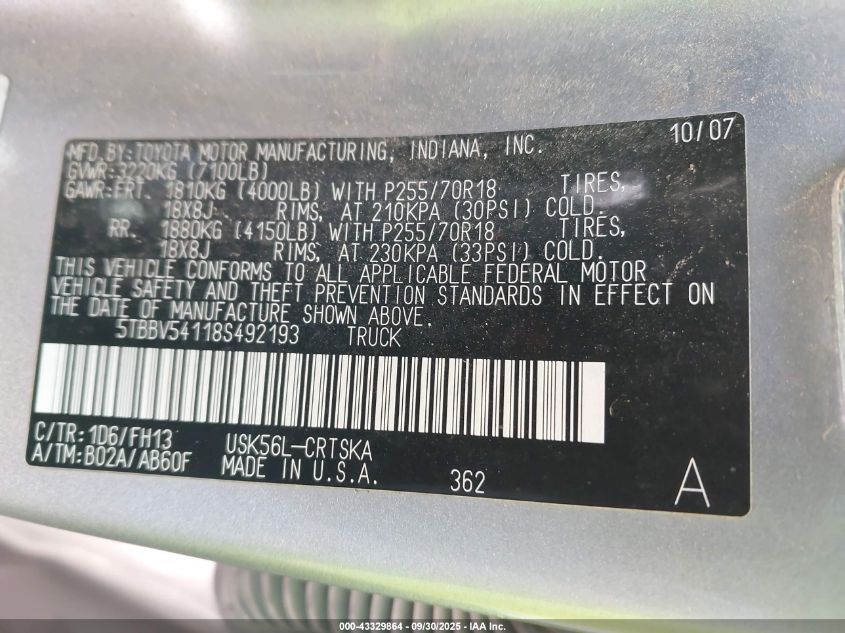 10/07
MFD. BY: TOYOTA MOTOR MANUFACTURING, INDIANA, INC.
GVWR: 3220KG (7100LB)
GAWR: FRT. 1810KG (4000LB) WITH P255/70R18 TIRES,
18X8J RIMS, AT 210KPA (30PSI) COLD.
RR. 1880KG (4150LB) WITH P255/70R18 TIRES,
18X8J RIMS, AT 230KPA (33PSI) COLD.
THIS VEHICLE CONFORMS TO ALL APPLICABLE FEDERAL MOTOR
VEHICLE SAFETY AND THEFT PREVENTION STANDARDS IN EFFECT ON
THE DATE OF MANUFACTURE SHOWN ABOVE.
5TBBV54118S492193 TRUCK
C/TR: 1D6/FH13 USK56L-CRTSKA
A/TM: B02A/AB60F MADE IN U.S.A. 362 A
000-43329864 - 09/30/2025 - IAA Inc.